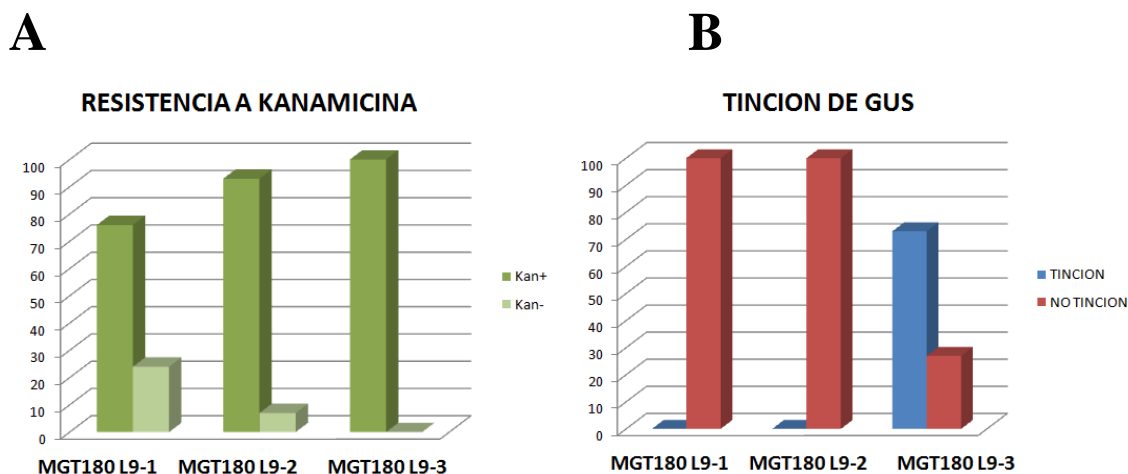 A
B
RESISTENCIA A KANAMICINA
100
90
80
70
60
50
40
30
20
10
0
MGT180 L9-1
MGT180 L9-2
MGT180 L9-3
Kan+
Kan-
TINCION DE GUS
100
90
80
70
60
50
40
30
20
10
0
MGT180 L9-1
MGT180 L9-2
MGT180 L9-3
TINCION
NO TINCION